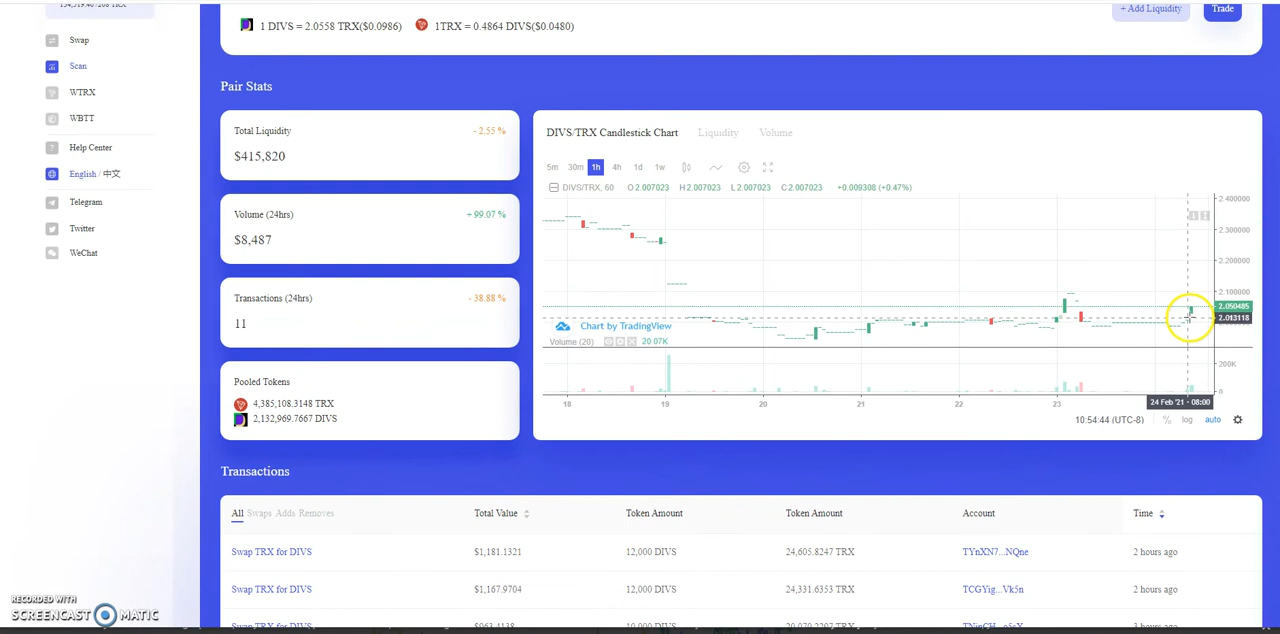 1 DIVS = 2.0558 TRX($0.0986) 1TRX = 0.4864 DIVS($0.0480)
+ Add Liquidity
Trade
Swap
Scan
WTRX
WBTT
Help Center
English / 中文
Telegram
Twitter
WeChat
Pair Stats
Total Liquidity
- 2.55 %
$415,820
Volume (24hrs)
+ 99.07 %
$8,487
Transactions (24hrs)
- 38.88 %
11
Pooled Tokens
4,385,108.3148 TRX
2,132,969.7667 DIVS
DIVS/TRX Candlestick Chart Liquidity Volume
5m 30m 1h 4h 1d 1w
DIVS/TRX, 60 O 2.007023 H 2.007023 L 2.007023 C 2.007023 +0.009308 (+0.47%)
2.400000
2.300000
2.200000
2.100000
2.050485
2.013118
Chart by TradingView
Volume (20) 20.07K
200K
0
18 19 20 21 22 23
24 Feb '21 - 08:00
10:54:44 (UTC-8) % log auto
Transactions
All Swaps Adds Removes Total Value Token Amount Token Amount Account Time
Swap TRX for DIVS $1,181.1321 12,000 DIVS 24,605.8247 TRX TYnXN7...NQne 2 hours ago
Swap TRX for DIVS $1,167.9704 12,000 DIVS 24,331.6353 TRX TCGYig...Vk5n 2 hours ago
Swap TRX for DIVS
RECORDED WITH
SCREENCAST MATIC